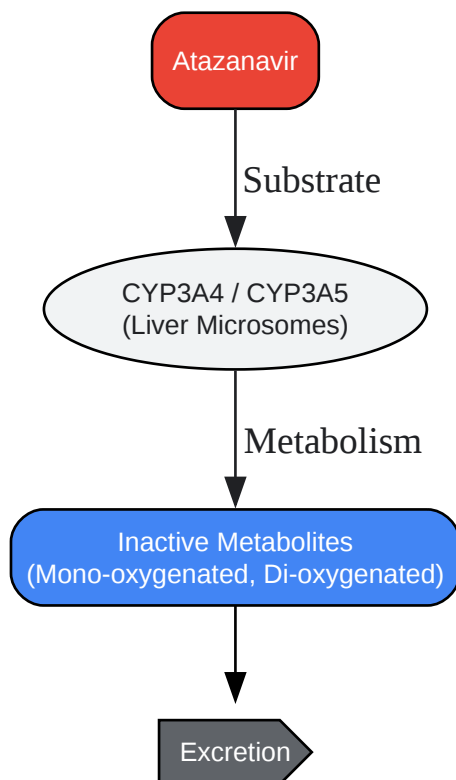 Atazanavir
Substrate
CYP3A4 / CYP3A5
(Liver Microsomes)
Metabolism
Inactive Metabolites
(Mono-oxygenated, Di-oxygenated)
Excretion